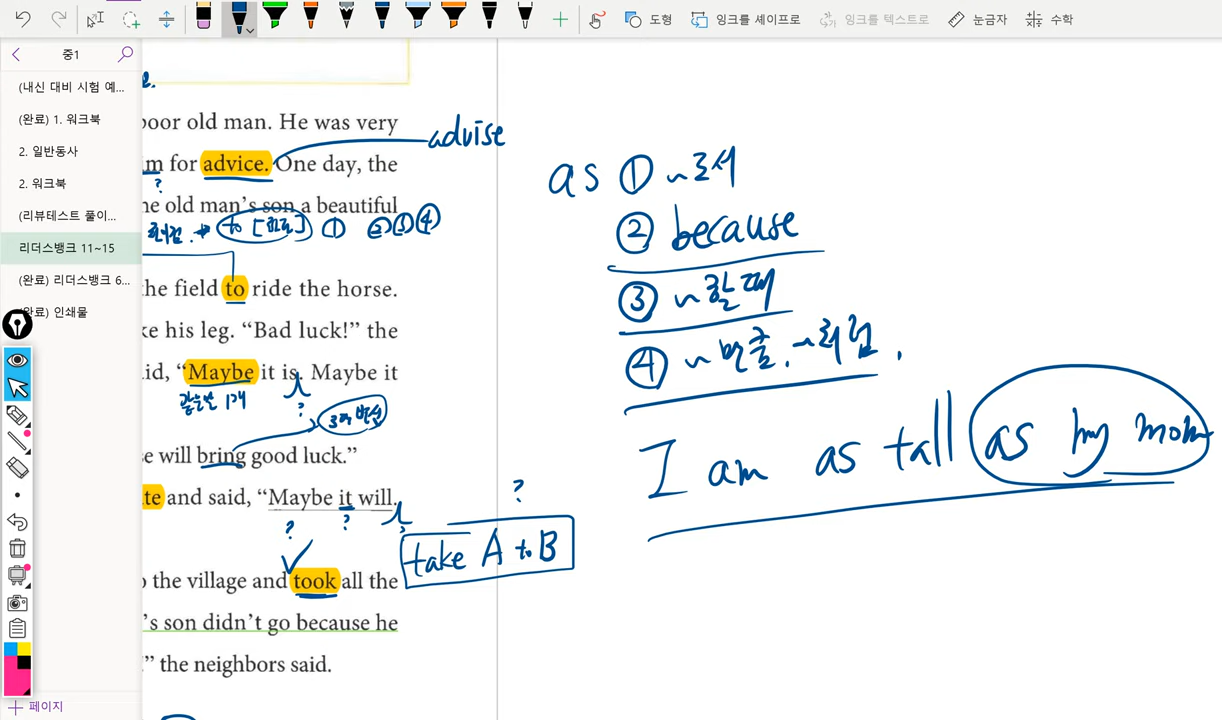 도형
잉크를 셰이프로
잉크를 텍스트로
눈금자
수학
중1
(내신 대비 시험 예...
(완료) 1. 워크북
2. 일반동사
2. 워크북
(리뷰테스트 풀이...
리더스뱅크 11~15
(완료) 리더스뱅크 6...
(완료) 인쇄물
페이지
poor old man. He was very
advise
m for advice. One day, the
?
he old man's son a beautiful
to ① ②③④
the field to ride the horse.
ke his leg. "Bad luck!" the
id, "Maybe it is. Maybe it
?
e will bring good luck."
te and said, "Maybe it will.
? ?
take A to B
?
o the village and took all the
's son didn't go because he
" the neighbors said.
as ① ~로서
② because
③ ~할 때
④ ~만큼, ~처럼.
I am as tall as my mom